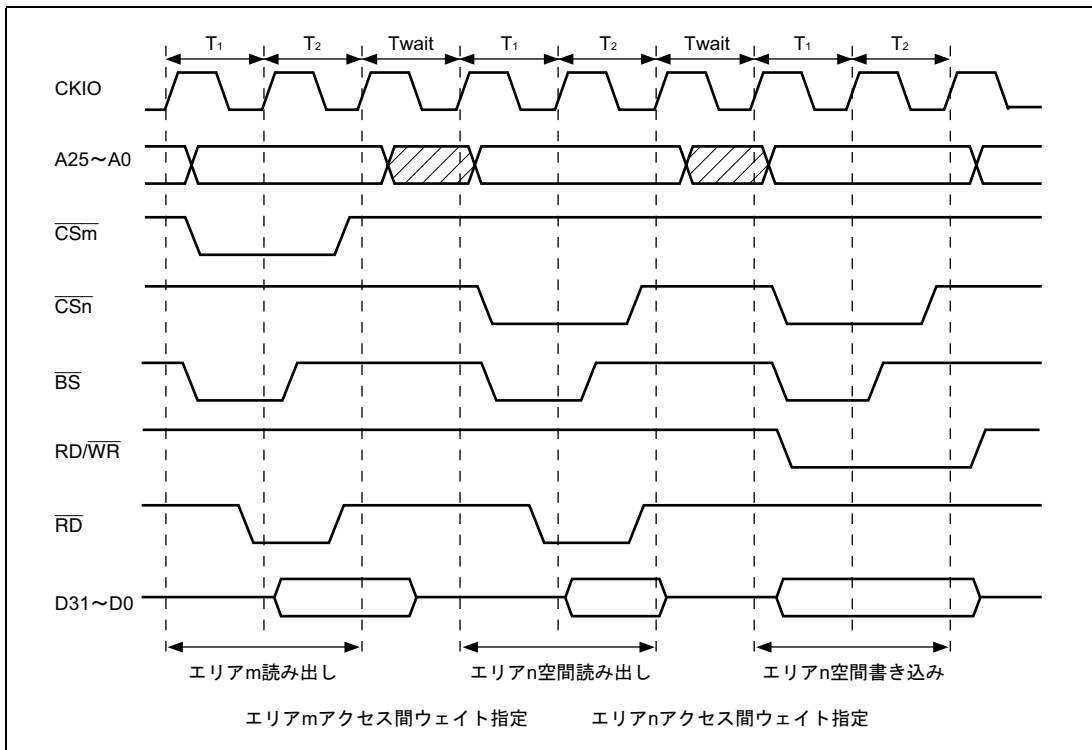 T1 T2 Twait T1 T2 Twait T1 T2
CKIO
A25～A0
CSm
CSn
BS
RD/WR
RD
D31～D0
エリアm読み出し エリアn空間読み出し エリアn空間書き込み
エリアmアクセス間ウェイト指定 エリアnアクセス間ウェイト指定